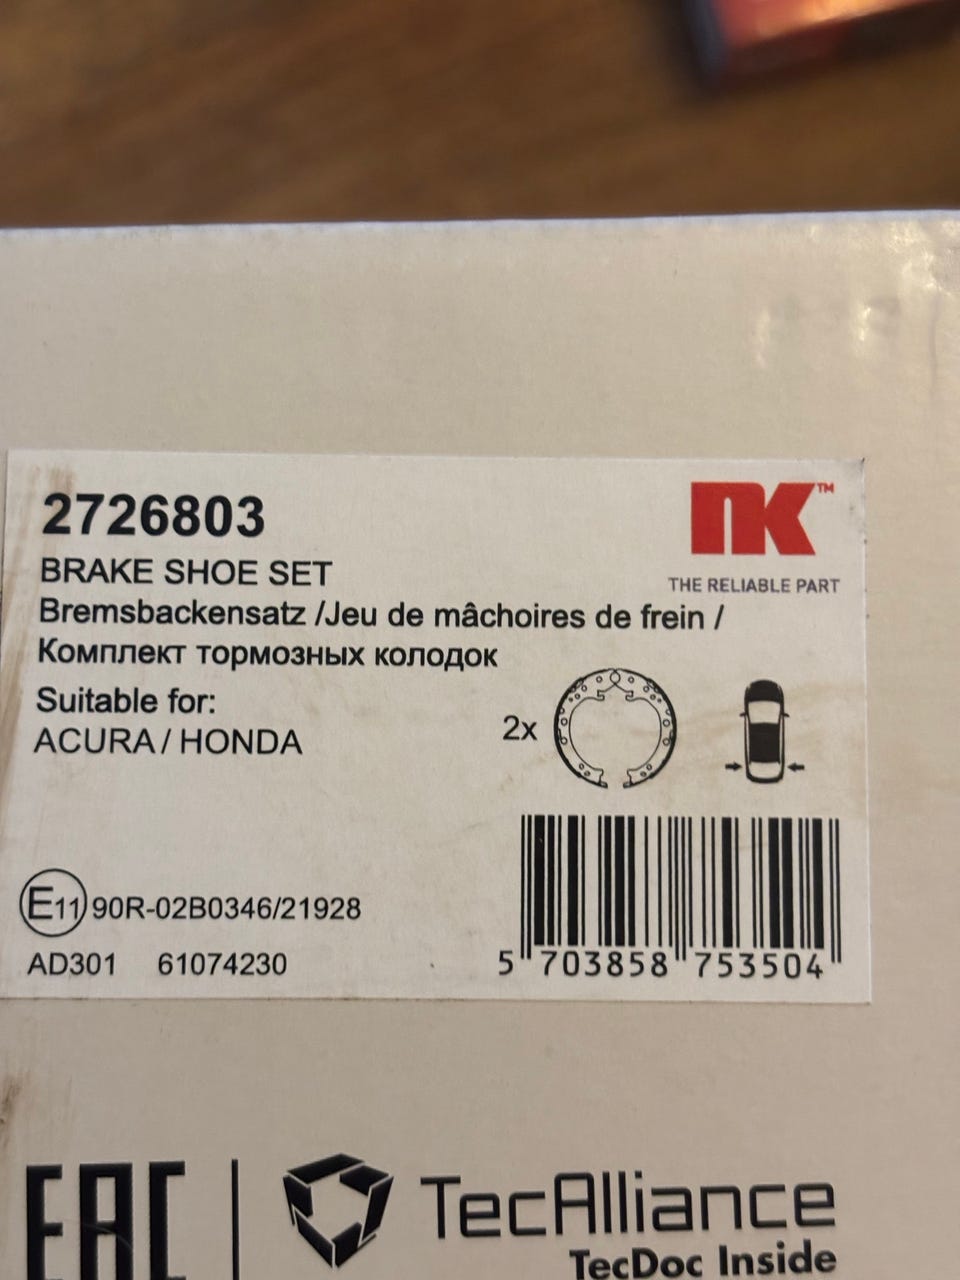 2726803
NK™
BRAKE SHOE SET
THE RELIABLE PART
Bremsbackensatz /Jeu de mâchoires de frein /
Комплект тормозных колодок
Suitable for:
ACURA / HONDA
2x
E11 90R-02B0346/21928
AD301 61074230
5 703858 753504
EAC
TecAlliance
TecDoc Inside